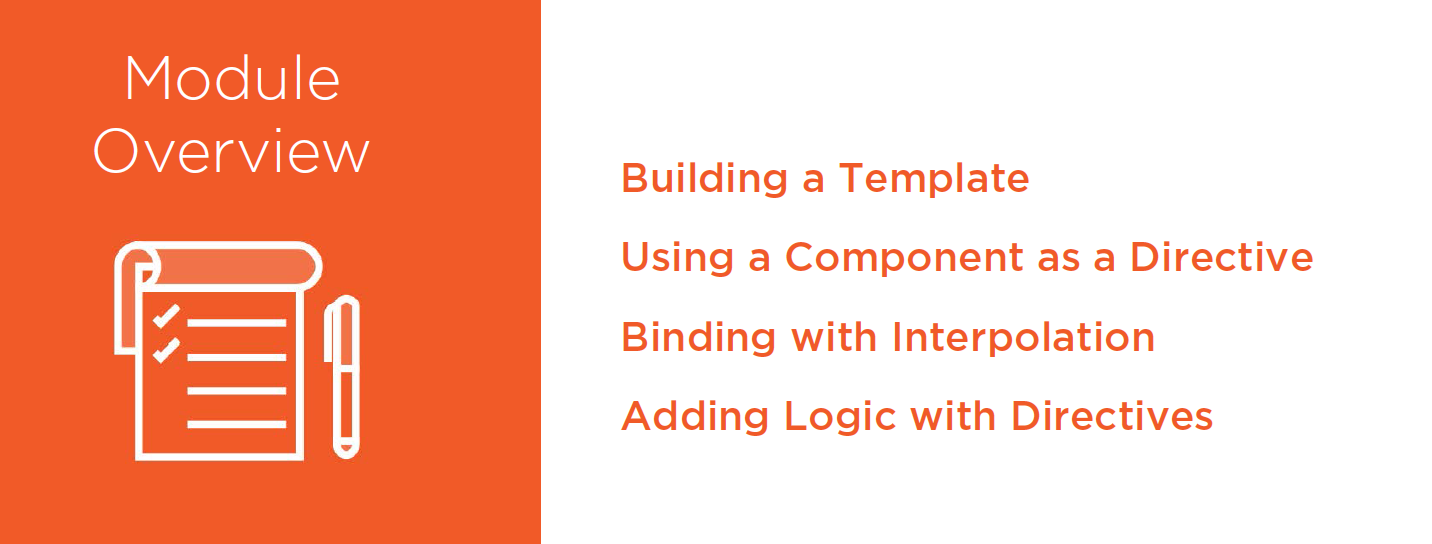 Module
Overview
Building a Template
Using a Component as a Directive
Binding with Interpolation
Adding Logic with Directives